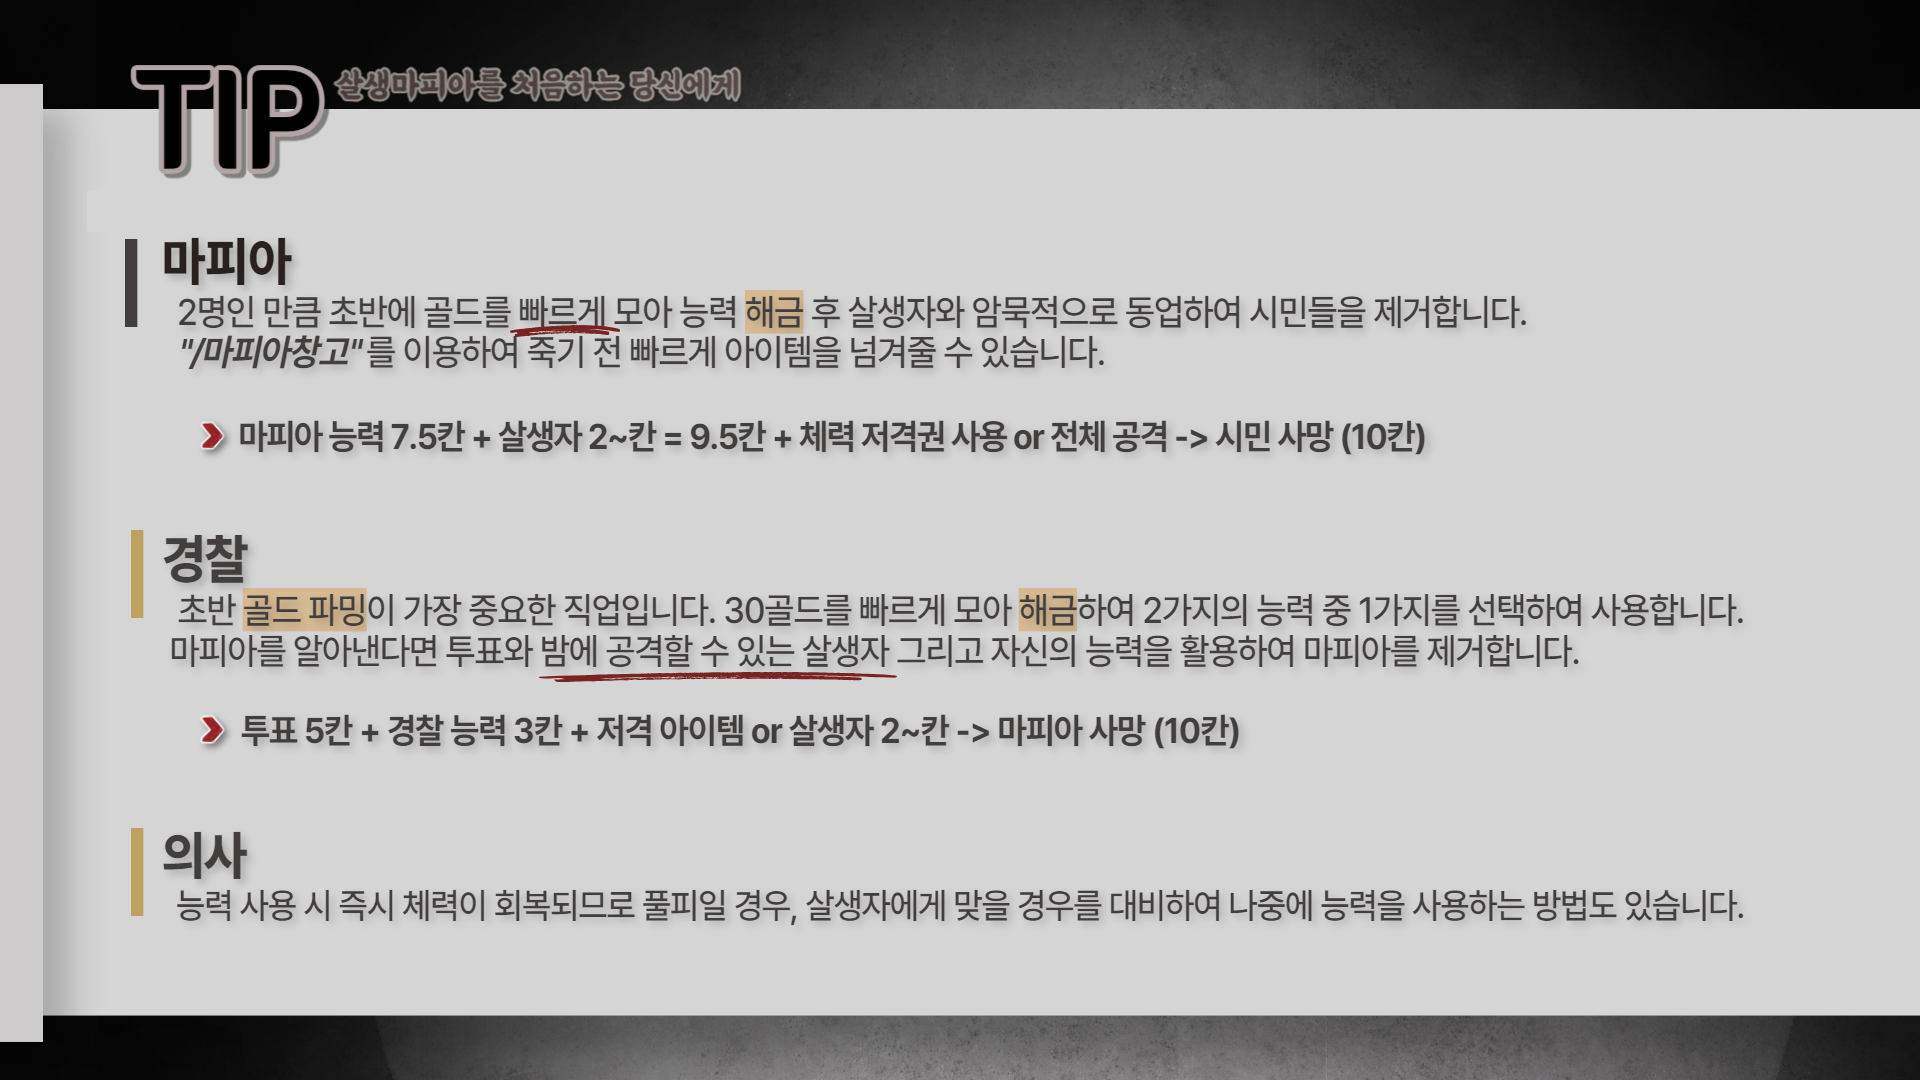 TIP 살생마피아를 처음하는 당신에게
마피아
2명인 만큼 초반에 골드를 빠르게 모아 능력 해금 후 살생자와 암묵적으로 동업하여 시민들을 제거합니다.
"/마피아창고"를 이용하여 죽기 전 빠르게 아이템을 넘겨줄 수 있습니다.
마피아 능력 7.5칸 + 살생자 2~칸 = 9.5칸 + 체력 저격권 사용 or 전체 공격 -> 시민 사망 (10칸)
경찰
초반 골드 파밍이 가장 중요한 직업입니다. 30골드를 빠르게 모아 해금하여 2가지의 능력 중 1가지를 선택하여 사용합니다.
마피아를 알아낸다면 투표와 밤에 공격할 수 있는 살생자 그리고 자신의 능력을 활용하여 마피아를 제거합니다.
투표 5칸 + 경찰 능력 3칸 + 저격 아이템 or 살생자 2~칸 -> 마피아 사망 (10칸)
의사
능력 사용 시 즉시 체력이 회복되므로 풀피일 경우, 살생자에게 맞을 경우를 대비하여 나중에 능력을 사용하는 방법도 있습니다.